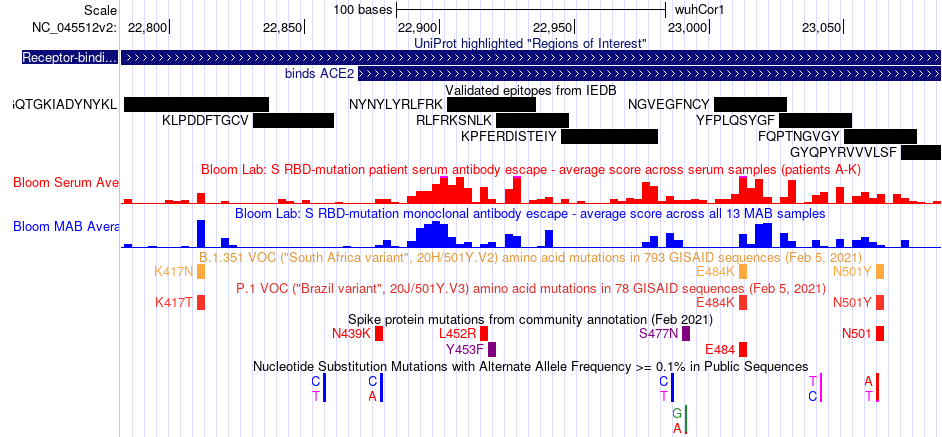 Scale 100 bases wuhCor1
NC_045512v2: 22,800 22,850 22,900 22,950 23,000 23,050
UniProt highlighted "Regions of Interest"
Receptor-bindi...
binds ACE2
Validated epitopes from IEDB
QTGKIADYNYKL NYNYLYRLFRK NGVEGFNCY
KLPDDFTGCV RLFRKSNLK YFPLQSYGF
KPFERDISTEIY FQPTNGVGY
GYQPYRVVVLSF
Bloom Lab: S RBD-mutation patient serum antibody escape - average score across serum samples (patients A-K)
Bloom Serum Ave
Bloom Lab: S RBD-mutation monoclonal antibody escape - average score across all 13 MAB samples
Bloom MAB Avera
B.1.351 VOC ("South Africa variant", 20H/501Y.V2) amino acid mutations in 793 GISAID sequences (Feb 5, 2021)
K417N E484K N501Y
P.1 VOC ("Brazil variant", 20J/501Y.V3) amino acid mutations in 78 GISAID sequences (Feb 5, 2021)
K417T E484K N501Y
Spike protein mutations from community annotation (Feb 2021)
N439K L452R S477N N501
Y453F E484
Nucleotide Substitution Mutations with Alternate Allele Frequency >= 0.1% in Public Sequences
C C C T A
T A T C T
G
A